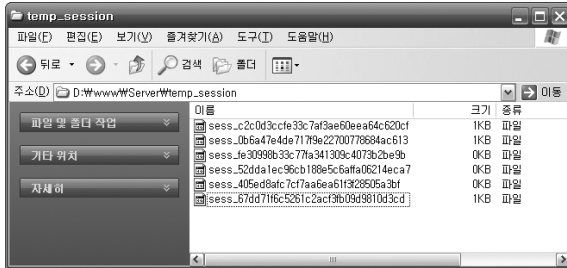 temp_session
파일(F) 편집(E) 보기(V) 즐겨찾기(A) 도구(T) 도움말(H)
뒤로 검색 폴더
주소(D) D:₩www₩Server₩temp_session 이동
이름 크기 종류
파일 및 폴더 작업
기타 위치
자세히
sess_c2c0d3ccfe33c7af3ae60eea64c620cf 1KB 파일
sess_0b6a47e4de717f9e22700778684ac613 1KB 파일
sess_fe30998b33c77fa341309c4073b2be9b 0KB 파일
sess_52dda1ec96cb188e5c6affa06214eca7 0KB 파일
sess_405ed8afc7cf7aa6ea61f3f28505a3bf 0KB 파일
sess_67dd71f6c5261c2acf3fb09d9810d3cd 1KB 파일